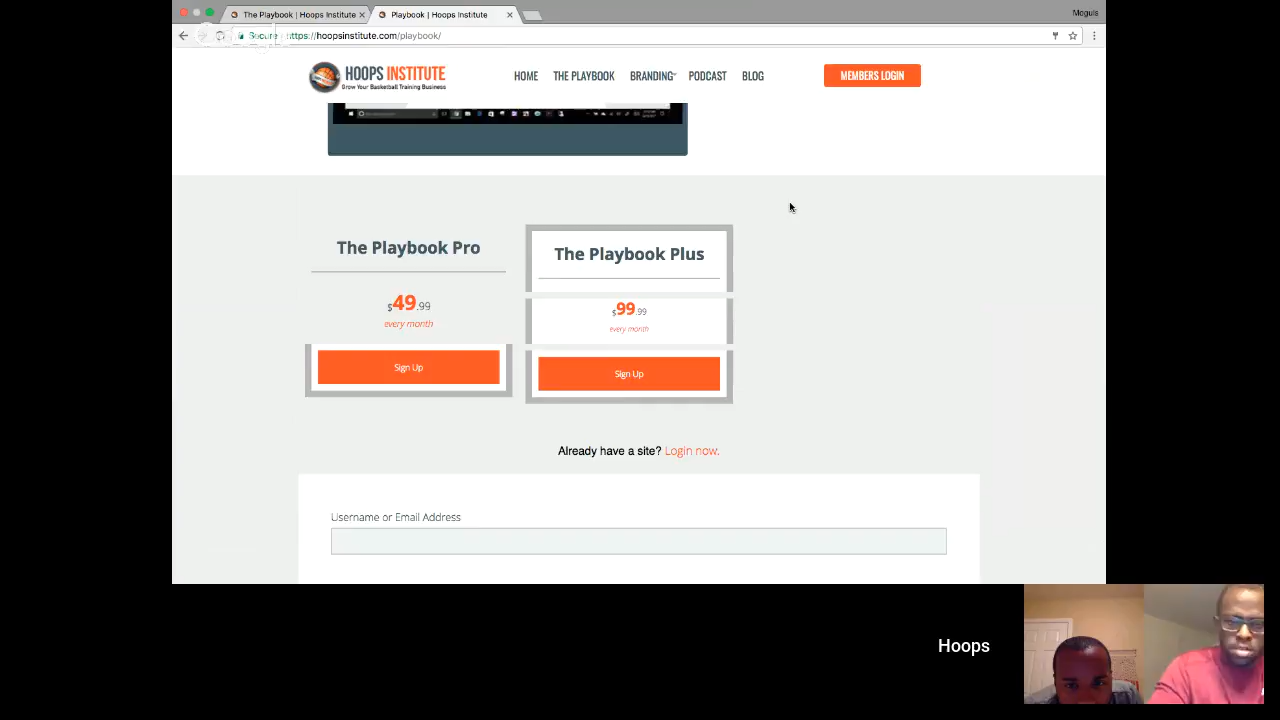 The Playbook | Hoops Institute
Playbook | Hoops Institute
Moguls
Secure
https://hoopsinstitute.com/playbook/
HOOPS INSTITUTE
Grow Your Basketball Training Business
HOME
THE PLAYBOOK
BRANDING
PODCAST
BLOG
MEMBERS LOGIN
The Playbook Pro
$49.99
every month
Sign Up
The Playbook Plus
$99.99
every month
Sign Up
Already have a site? Login now.
Username or Email Address
Hoops